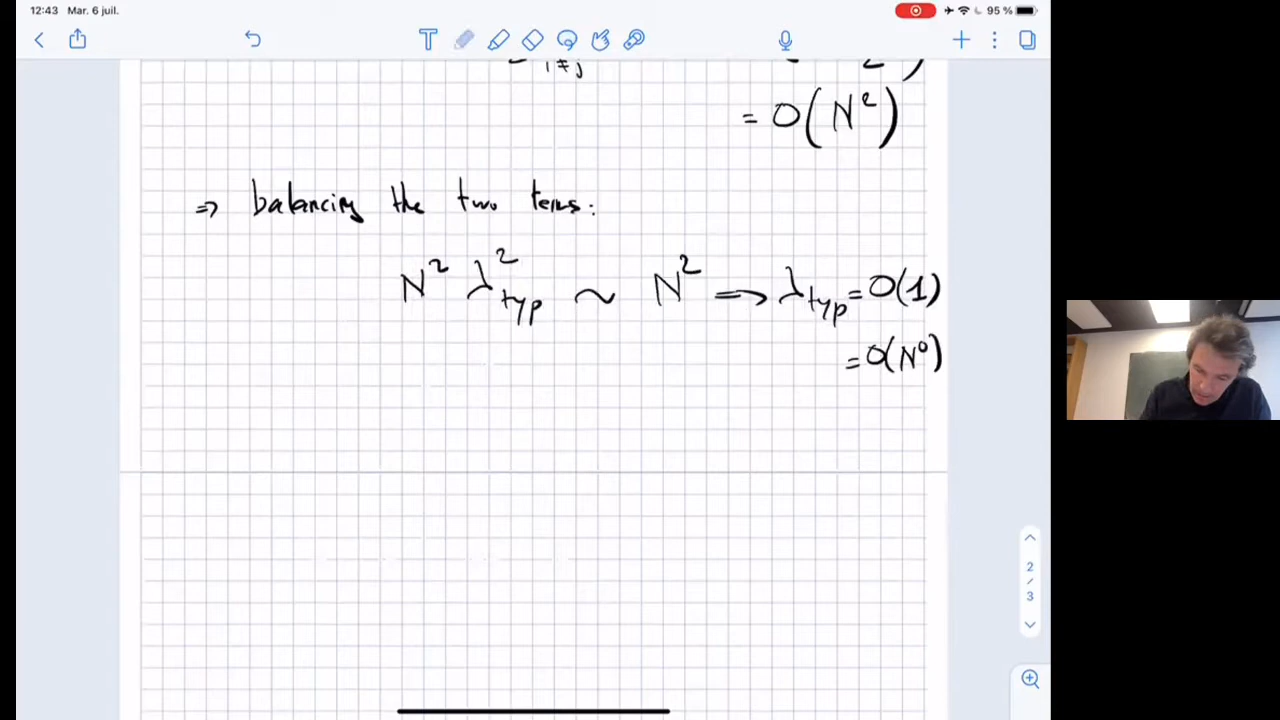 12:43 Mar. 6 juil. 95 %
i≠j 2 )
= O(N²)
⇒ balancing the two terms:
N² λ²typ ~ N² ⇒ λtyp = O(1)
= O(N⁰)
2
/
3